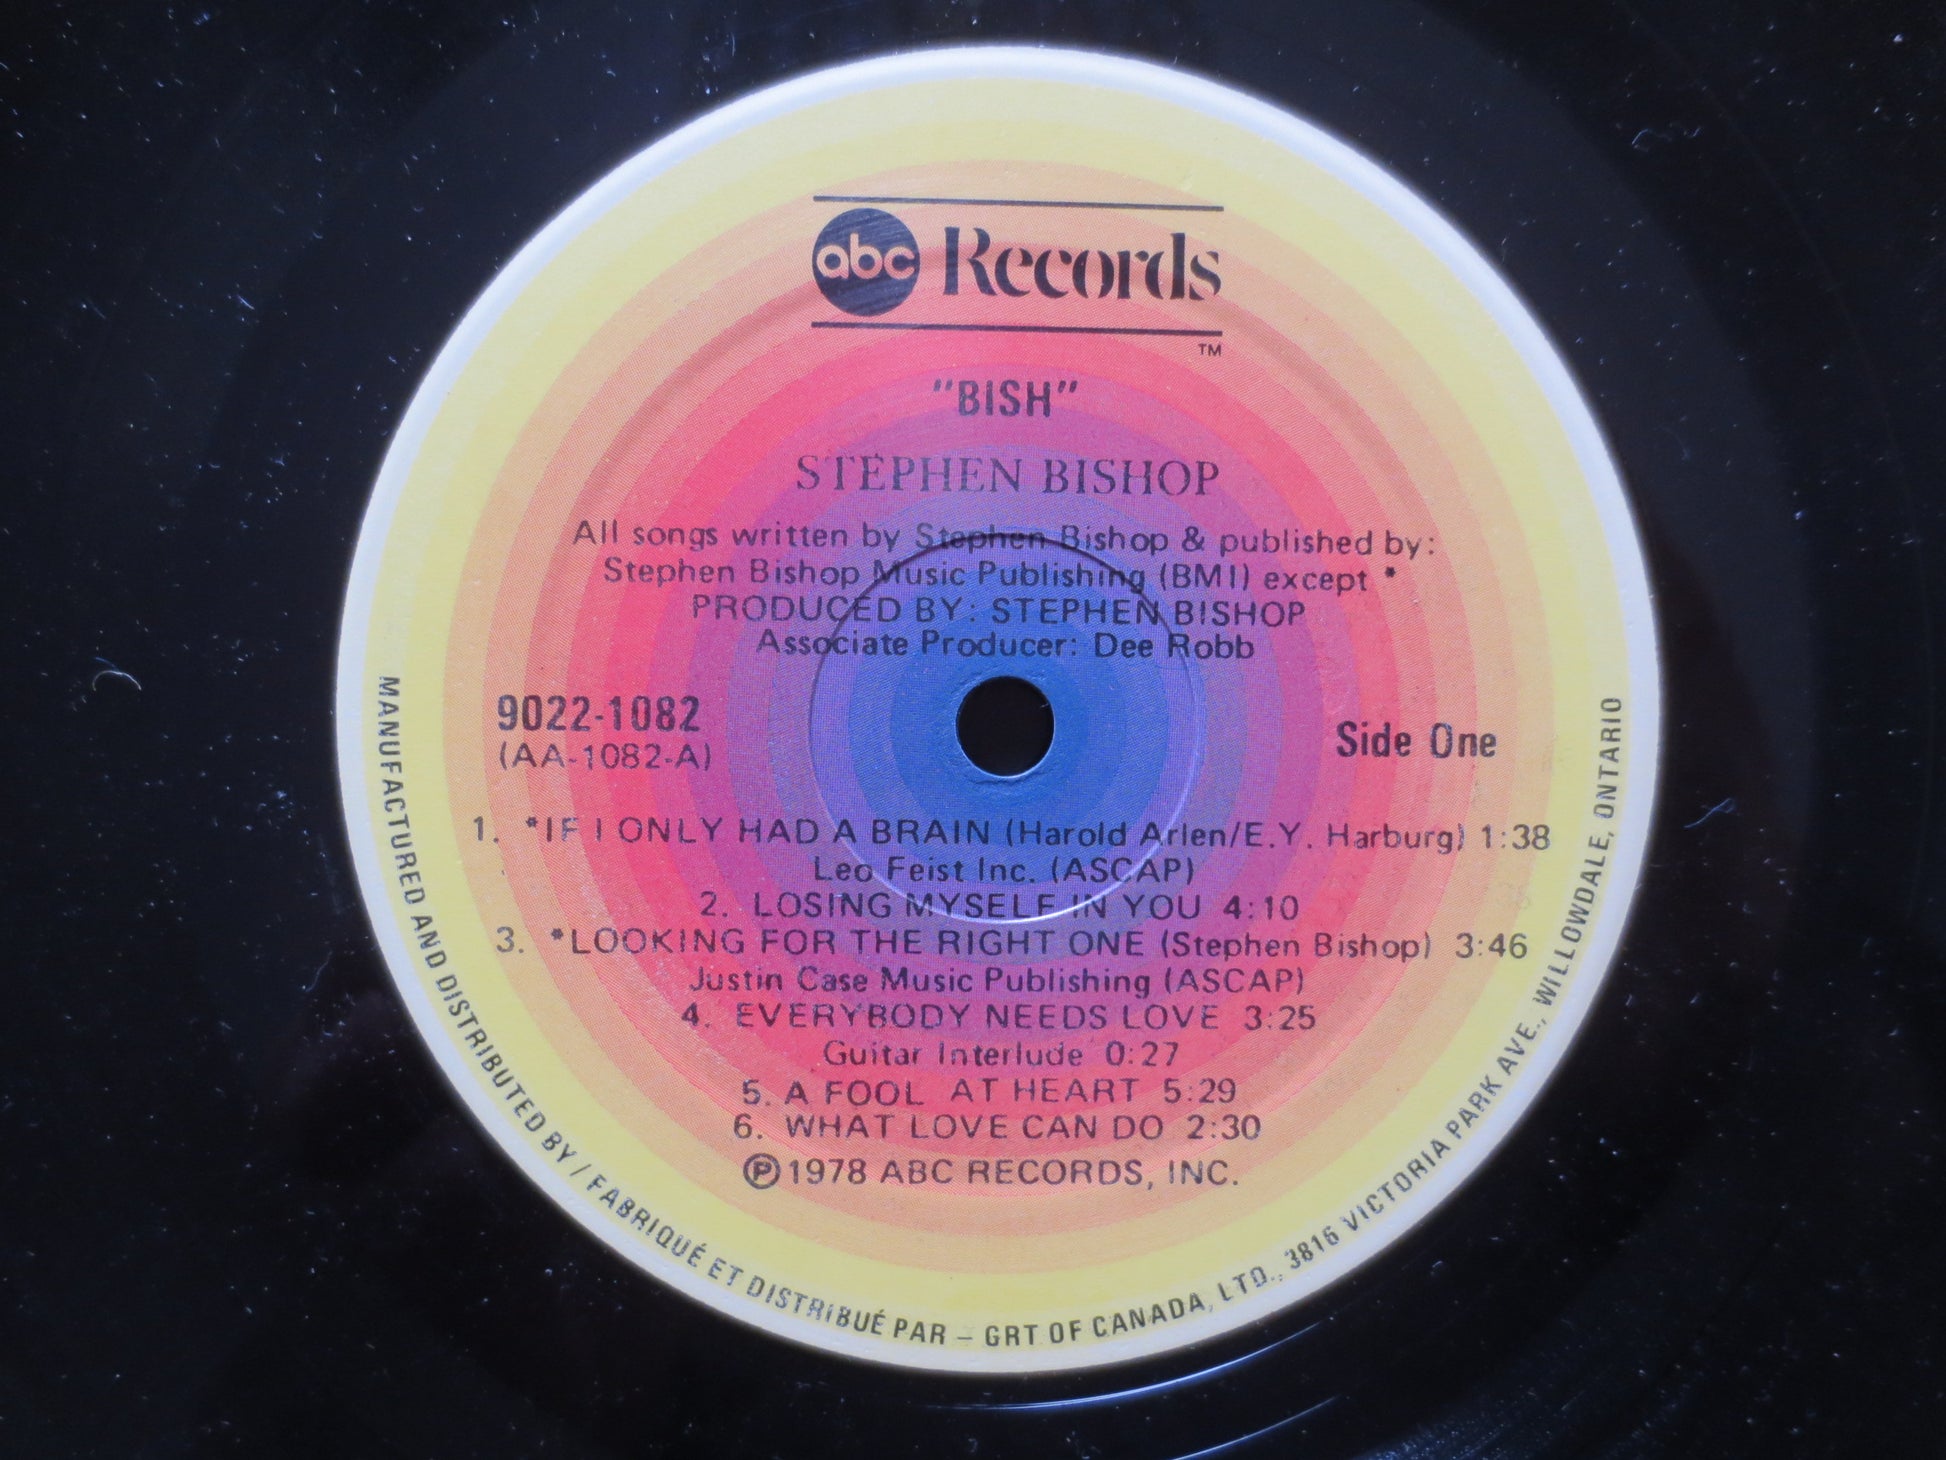 abc Records
TM
"BISH"
STEPHEN BISHOP
All songs written by Stephen Bishop & published by:
Stephen Bishop Music Publishing (BMI) except *
PRODUCED BY: STEPHEN BISHOP
Associate Producer: Dee Robb
9022-1082
(AA-1082-A)
Side One
1. *IF I ONLY HAD A BRAIN (Harold Arlen/E.Y. Harburg) 1:38
Leo Feist Inc. (ASCAP)
2. LOSING MYSELF IN YOU 4:10
3. *LOOKING FOR THE RIGHT ONE (Stephen Bishop) 3:46
Justin Case Music Publishing (ASCAP)
4. EVERYBODY NEEDS LOVE 3:25
Guitar Interlude 0:27
5. A FOOL AT HEART 5:29
6. WHAT LOVE CAN DO 2:30
Ⓟ1978 ABC RECORDS, INC.
MANUFACTURED AND DISTRIBUTED BY / FABRIQUÉ ET DISTRIBUÉ PAR – GRT OF CANADA, LTD., 3816 VICTORIA PARK AVE., WILLOWDALE, ONTARIO